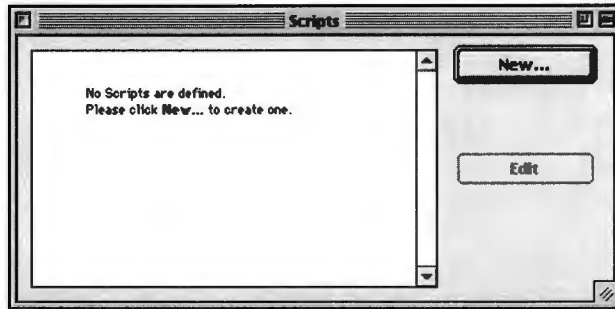 Scripts
New...
No Scripts are defined.
Please click New... to create one.
Edit